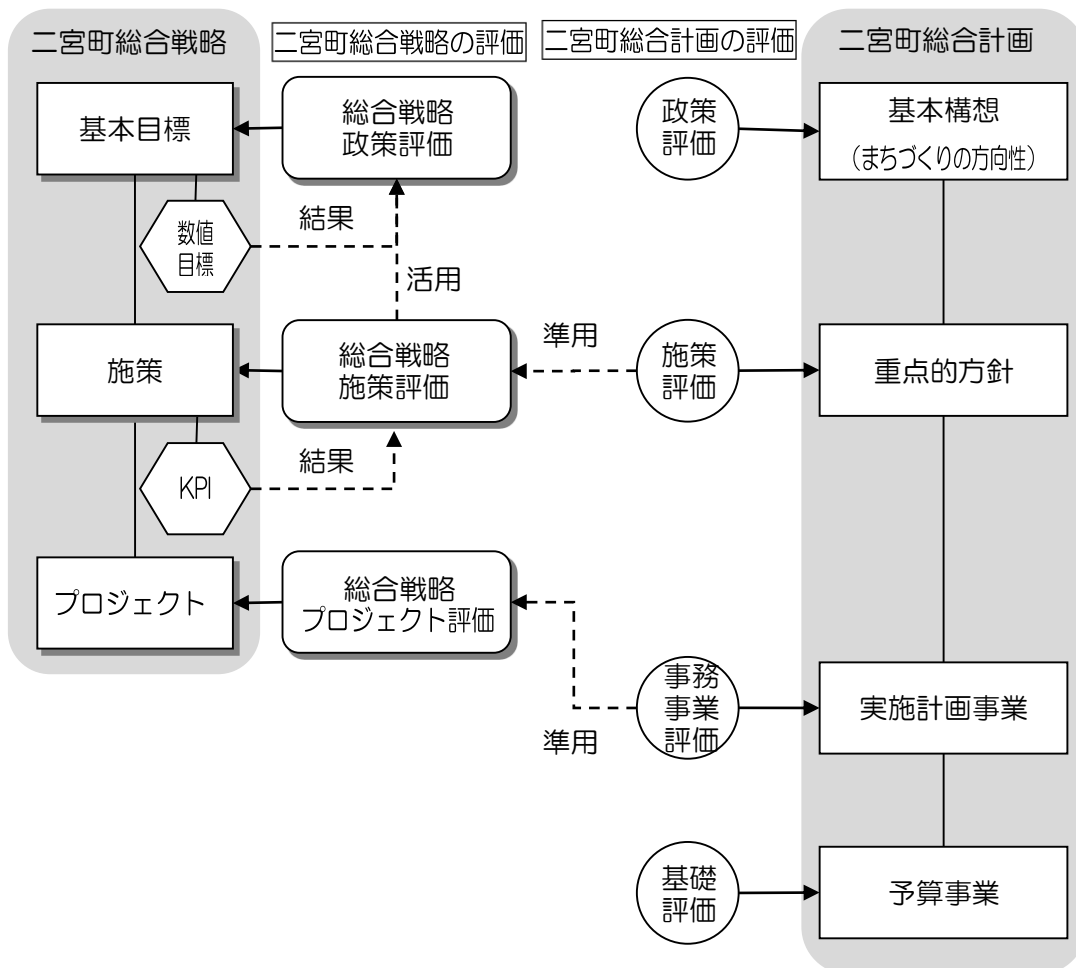 二宮町総合戦略
二宮町総合戦略の評価
二宮町総合計画の評価
二宮町総合計画
基本目標
総合戦略
政策評価
政策
評価
基本構想
(まちづくりの方向性)
数値
目標
結果
活用
施策
総合戦略
施策評価
準用
施策
評価
重点的方針
KPI
結果
プロジェクト
総合戦略
プロジェクト評価
準用
事務
事業
評価
実施計画事業
基礎
評価
予算事業